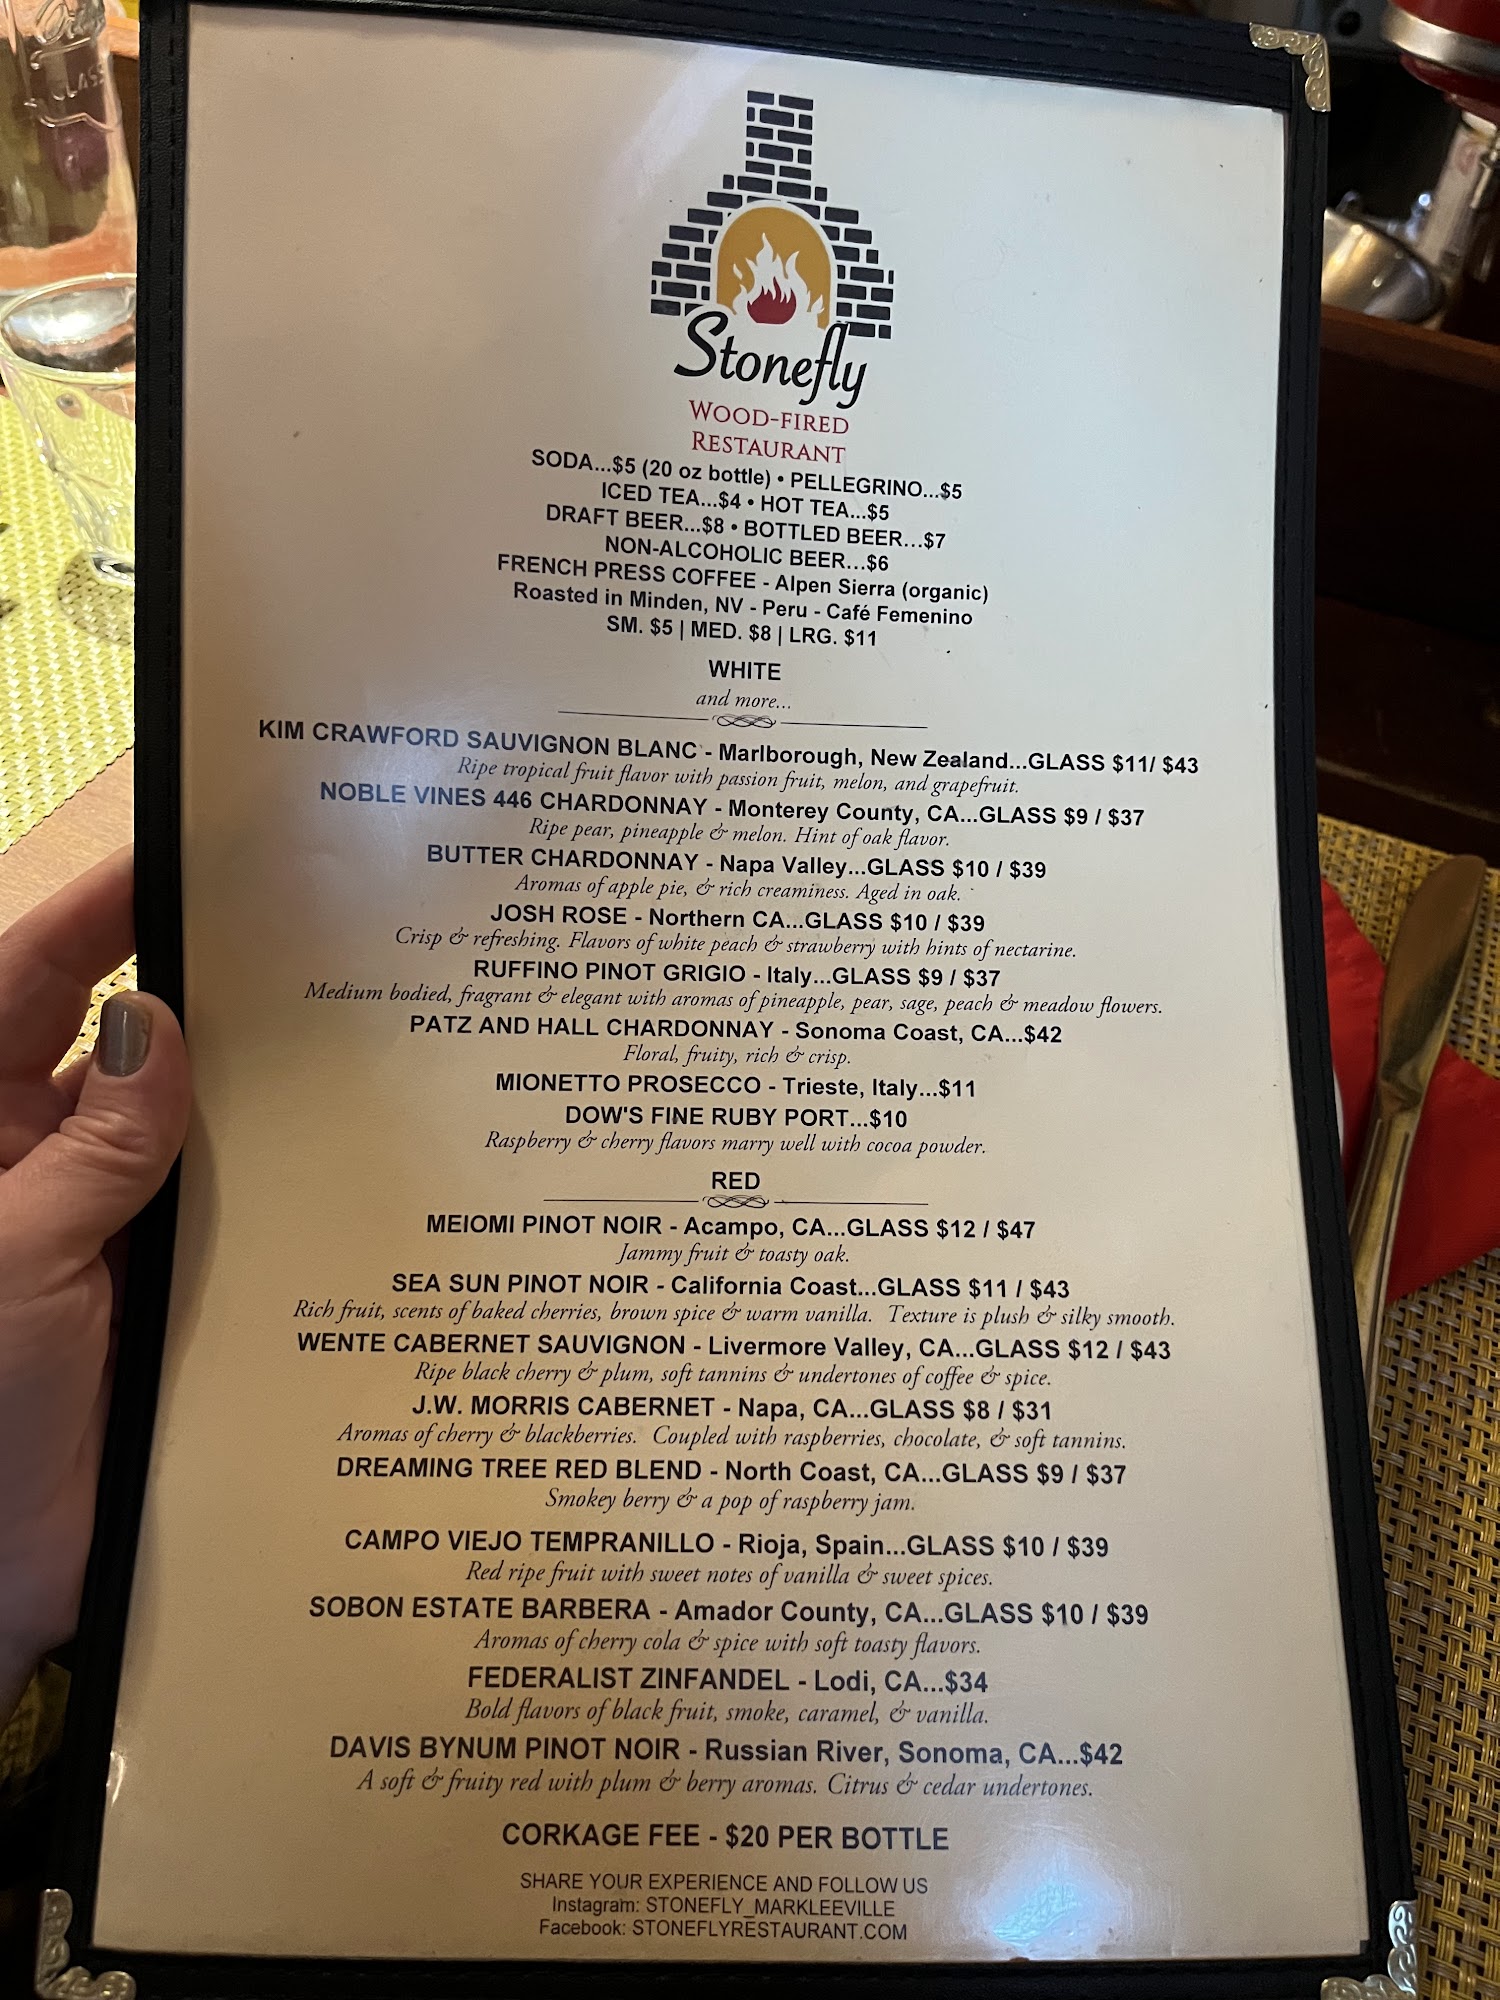 Stonefly
WOOD-FIRED
RESTAURANT
SODA...$5 (20 oz bottle) • PELLEGRINO...$5
ICED TEA...$4 • HOT TEA...$5
DRAFT BEER...$8 • BOTTLED BEER...$7
NON-ALCOHOLIC BEER...$6
FRENCH PRESS COFFEE - Alpen Sierra (organic)
Roasted in Minden, NV - Peru - Café Femenino
SM. $5 | MED. $8 | LRG. $11
WHITE
and more...
KIM CRAWFORD SAUVIGNON BLANC - Marlborough, New Zealand...GLASS $11/ $43
Ripe tropical fruit flavor with passion fruit, melon, and grapefruit.
NOBLE VINES 446 CHARDONNAY - Monterey County, CA...GLASS $9 / $37
Ripe pear, pineapple & melon. Hint of oak flavor.
BUTTER CHARDONNAY - Napa Valley...GLASS $10 / $39
Aromas of apple pie, & rich creaminess. Aged in oak.
JOSH ROSE - Northern CA...GLASS $10 / $39
Crisp & refreshing. Flavors of white peach & strawberry with hints of nectarine.
RUFFINO PINOT GRIGIO - Italy...GLASS $9 / $37
Medium bodied, fragrant & elegant with aromas of pineapple, pear, sage, peach & meadow flowers.
PATZ AND HALL CHARDONNAY - Sonoma Coast, CA...$42
Floral, fruity, rich & crisp.
MIONETTO PROSECCO - Trieste, Italy...$11
DOW'S FINE RUBY PORT...$10
Raspberry & cherry flavors marry well with cocoa powder.
RED
MEIOMI PINOT NOIR - Acampo, CA...GLASS $12 / $47
Jammy fruit & toasty oak.
SEA SUN PINOT NOIR - California Coast...GLASS $11 / $43
Rich fruit, scents of baked cherries, brown spice & warm vanilla. Texture is plush & silky smooth.
WENTE CABERNET SAUVIGNON - Livermore Valley, CA...GLASS $12 / $43
Ripe black cherry & plum, soft tannins & undertones of coffee & spice.
J.W. MORRIS CABERNET - Napa, CA...GLASS $8 / $31
Aromas of cherry & blackberries. Coupled with raspberries, chocolate, & soft tannins.
DREAMING TREE RED BLEND - North Coast, CA...GLASS $9 / $37
Smokey berry & a pop of raspberry jam.
CAMPO VIEJO TEMPRANILLO - Rioja, Spain...GLASS $10 / $39
Red ripe fruit with sweet notes of vanilla & sweet spices.
SOBON ESTATE BARBERA - Amador County, CA...GLASS $10 / $39
Aromas of cherry cola & spice with soft toasty flavors.
FEDERALIST ZINFANDEL - Lodi, CA...$34
Bold flavors of black fruit, smoke, caramel, & vanilla.
DAVIS BYNUM PINOT NOIR - Russian River, Sonoma, CA...$42
A soft & fruity red with plum & berry aromas. Citrus & cedar undertones.
CORKAGE FEE - $20 PER BOTTLE
SHARE YOUR EXPERIENCE AND FOLLOW US
Instagram: STONEFLY_MARKLEEVILLE
Facebook: STONEFLYRESTAURANT.COM